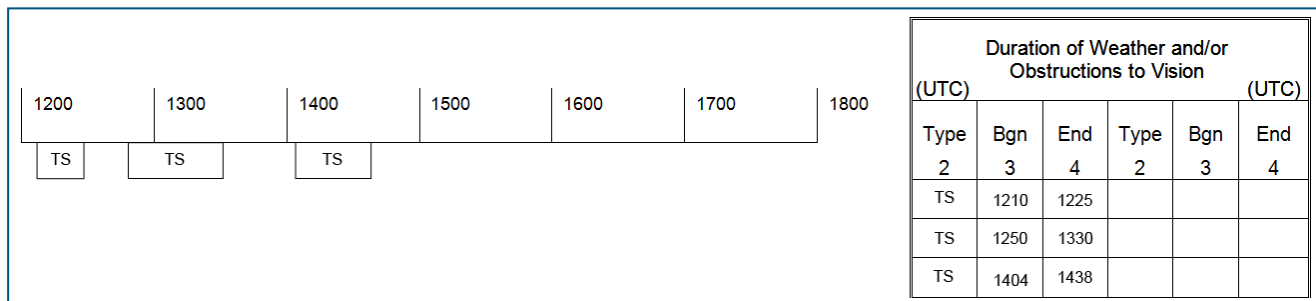 1200 1300 1400 1500 1600 1700 1800
TS TS TS
Duration of Weather and/or
Obstructions to Vision
(UTC) (UTC)
Type Bgn End Type Bgn End
2 3 4 2 3 4
TS 1210 1225
TS 1250 1330
TS 1404 1438